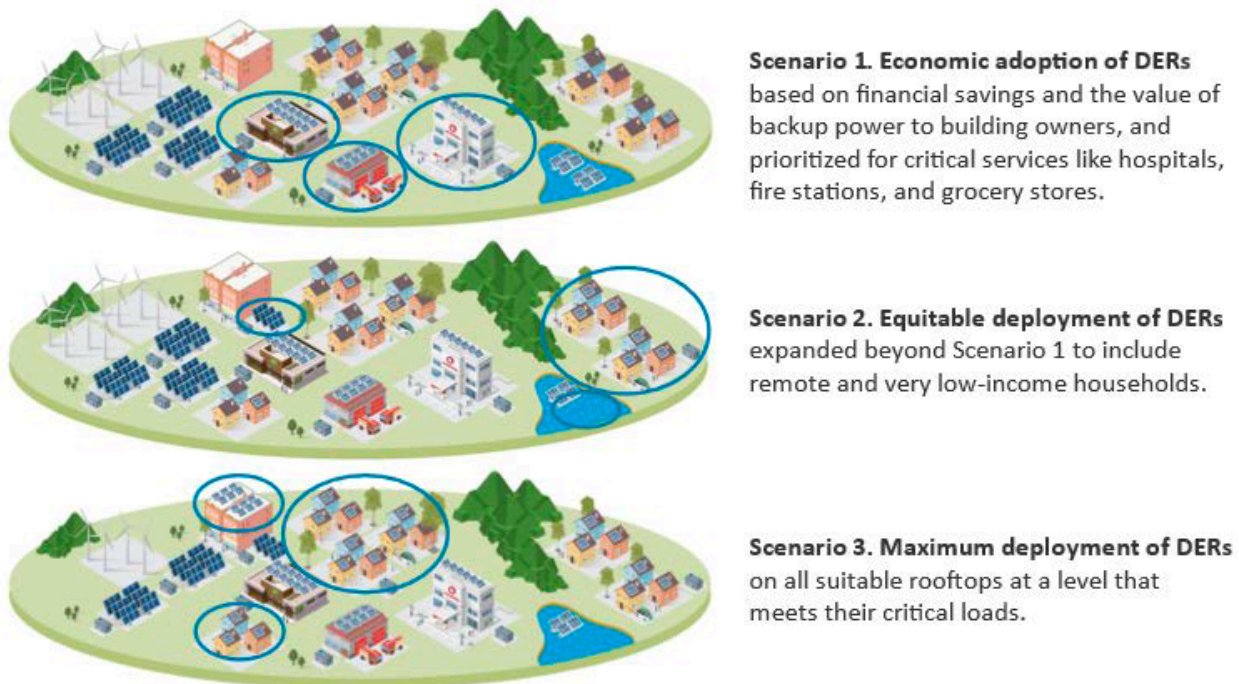 Scenario 1. Economic adoption of DERs
based on financial savings and the value of
backup power to building owners, and
prioritized for critical services like hospitals,
fire stations, and grocery stores.
Scenario 2. Equitable deployment of DERs
expanded beyond Scenario 1 to include
remote and very low-income households.
Scenario 3. Maximum deployment of DERs
on all suitable rooftops at a level that
meets their critical loads.